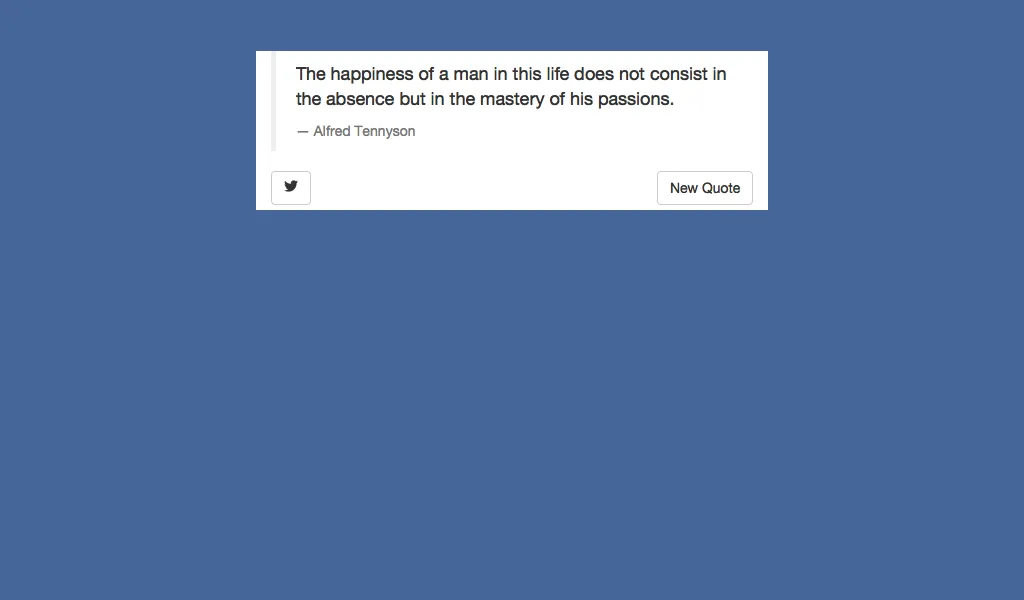 The happiness of a man in this life does not consist in
the absence but in the mastery of his passions.
— Alfred Tennyson
New Quote